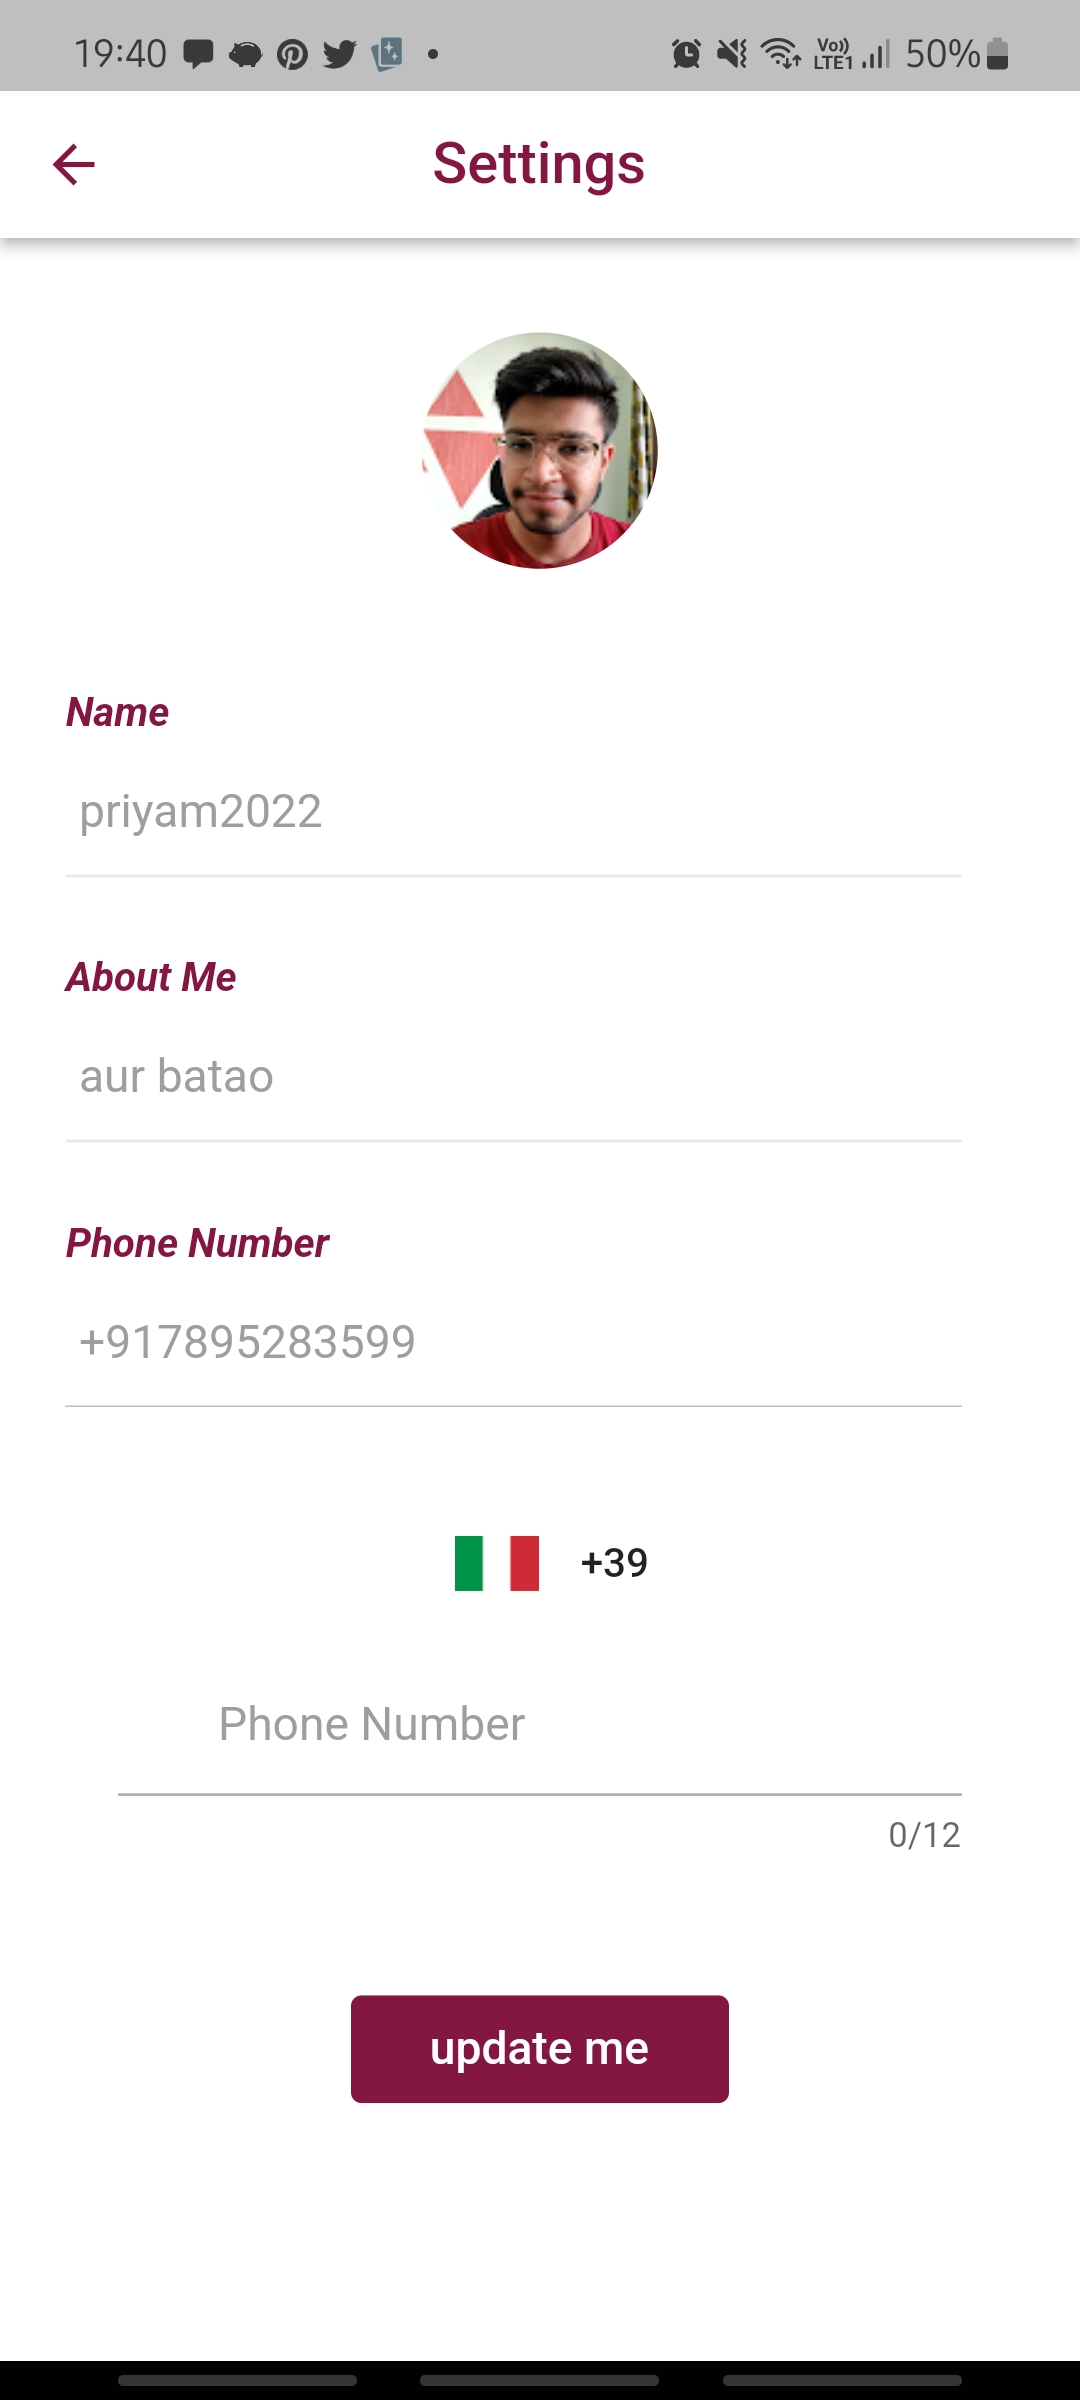 19:40
Vo)) LTE1 50%
Settings
Name
priyam2022
About Me
aur batao
Phone Number
+917895283599
+39
Phone Number
0/12
update me